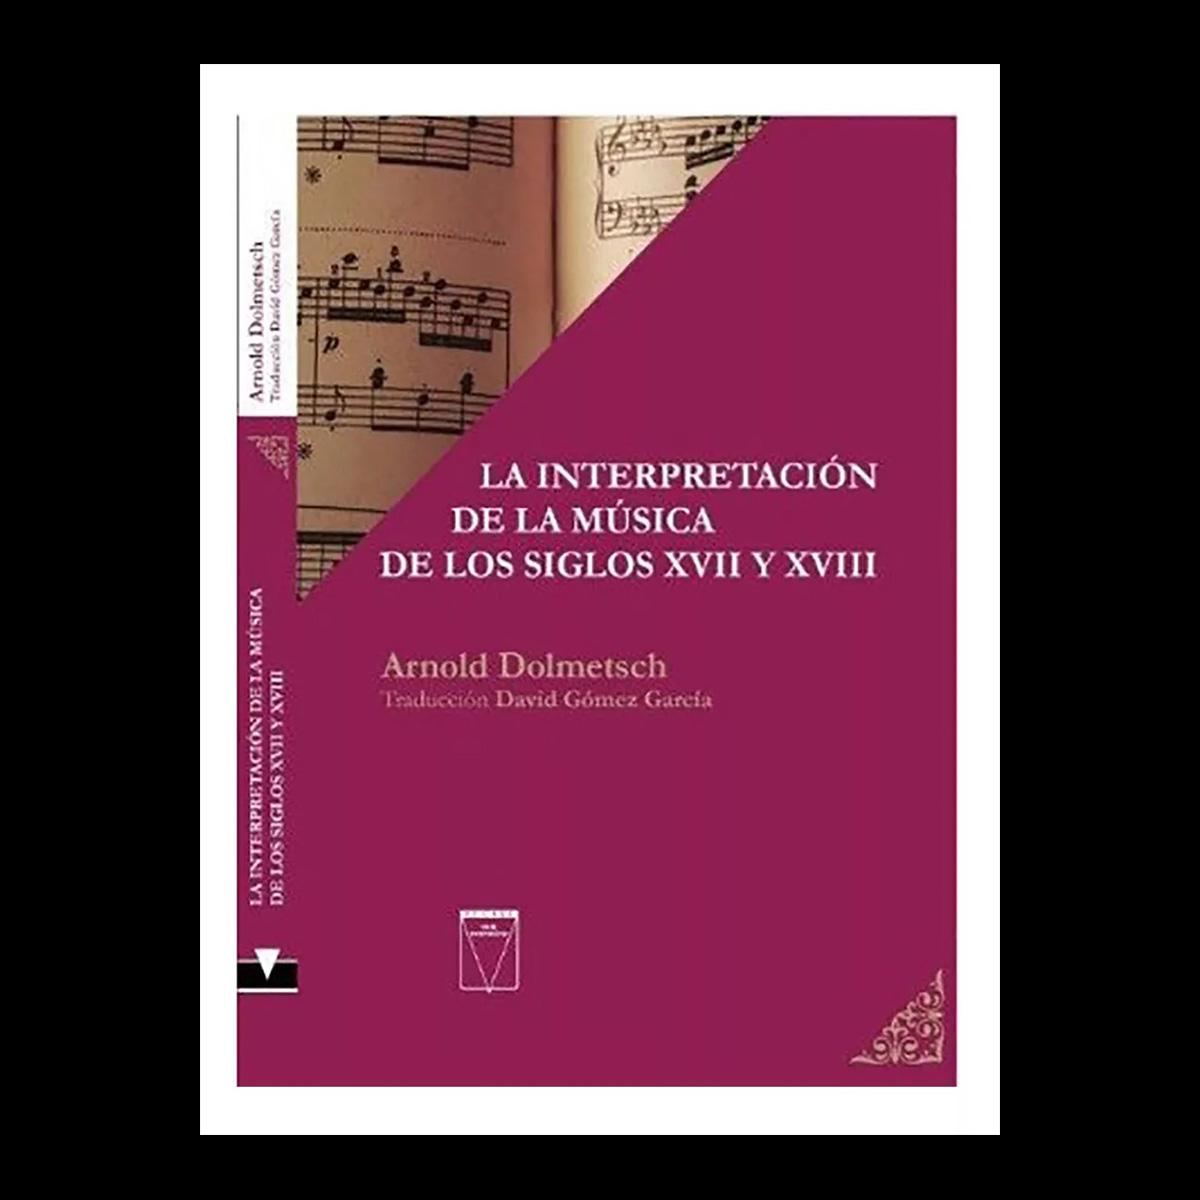 Arnold Dolmetsch
Traducción David Gómez García
LA INTERPRETACIÓN DE LA MÚSICA
DE LOS SIGLOS XVII Y XVIII
p
LA INTERPRETACIÓN
DE LA MÚSICA
DE LOS SIGLOS XVII Y XVIII
Arnold Dolmetsch
Traducción David Gómez García